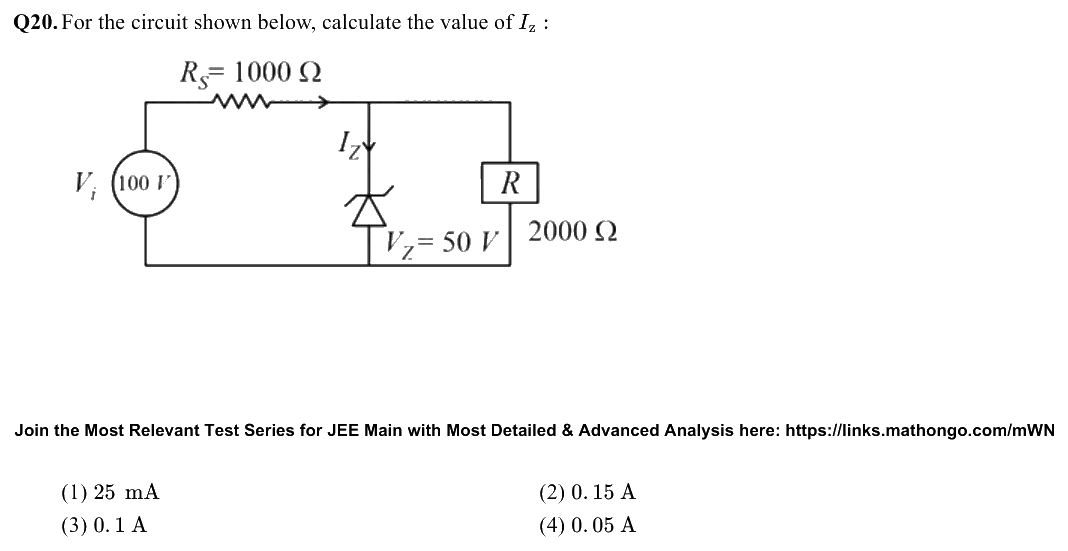 Q20. For the circuit shown below, calculate the value of I_z :
R_S= 1000 Ω
I_Z
V_i 100 V
R
V_Z= 50 V
2000 Ω
Join the Most Relevant Test Series for JEE Main with Most Detailed & Advanced Analysis here: https://links.mathongo.com/mWN
(1) 25 mA
(2) 0.15 A
(3) 0.1 A
(4) 0.05 A